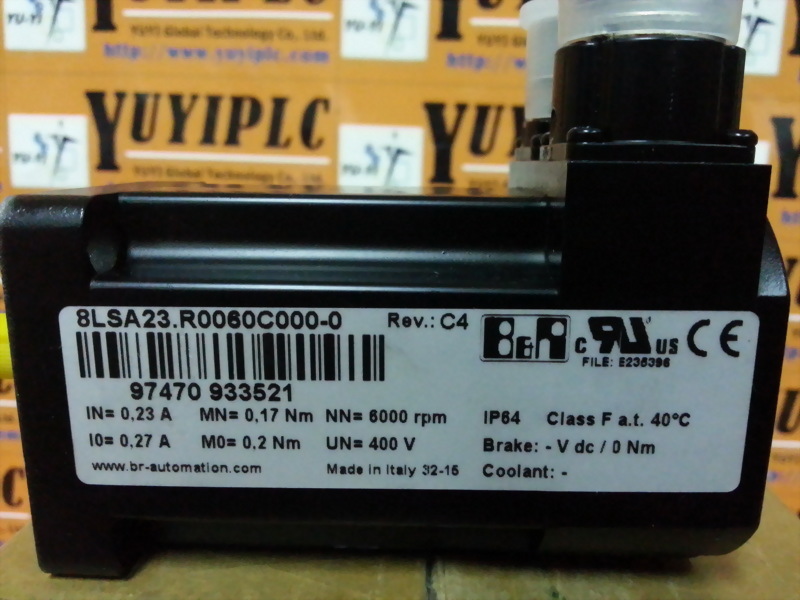 YUYIPLC
YUYI Global Technology Co., Ltd.
http://www.yuyiplc.com
YU-YI
8LSA23.R0060C000-0
Rev.: C4
B&R
c RU US
FILE: E235396
CE
97470 933521
IN= 0,23 A MN= 0,17 Nm NN= 6000 rpm IP64 Class F a.t. 40°C
I0= 0,27 A M0= 0,2 Nm UN= 400 V Brake: - V dc / 0 Nm
www.br-automation.com Made in Italy 32-15 Coolant: -